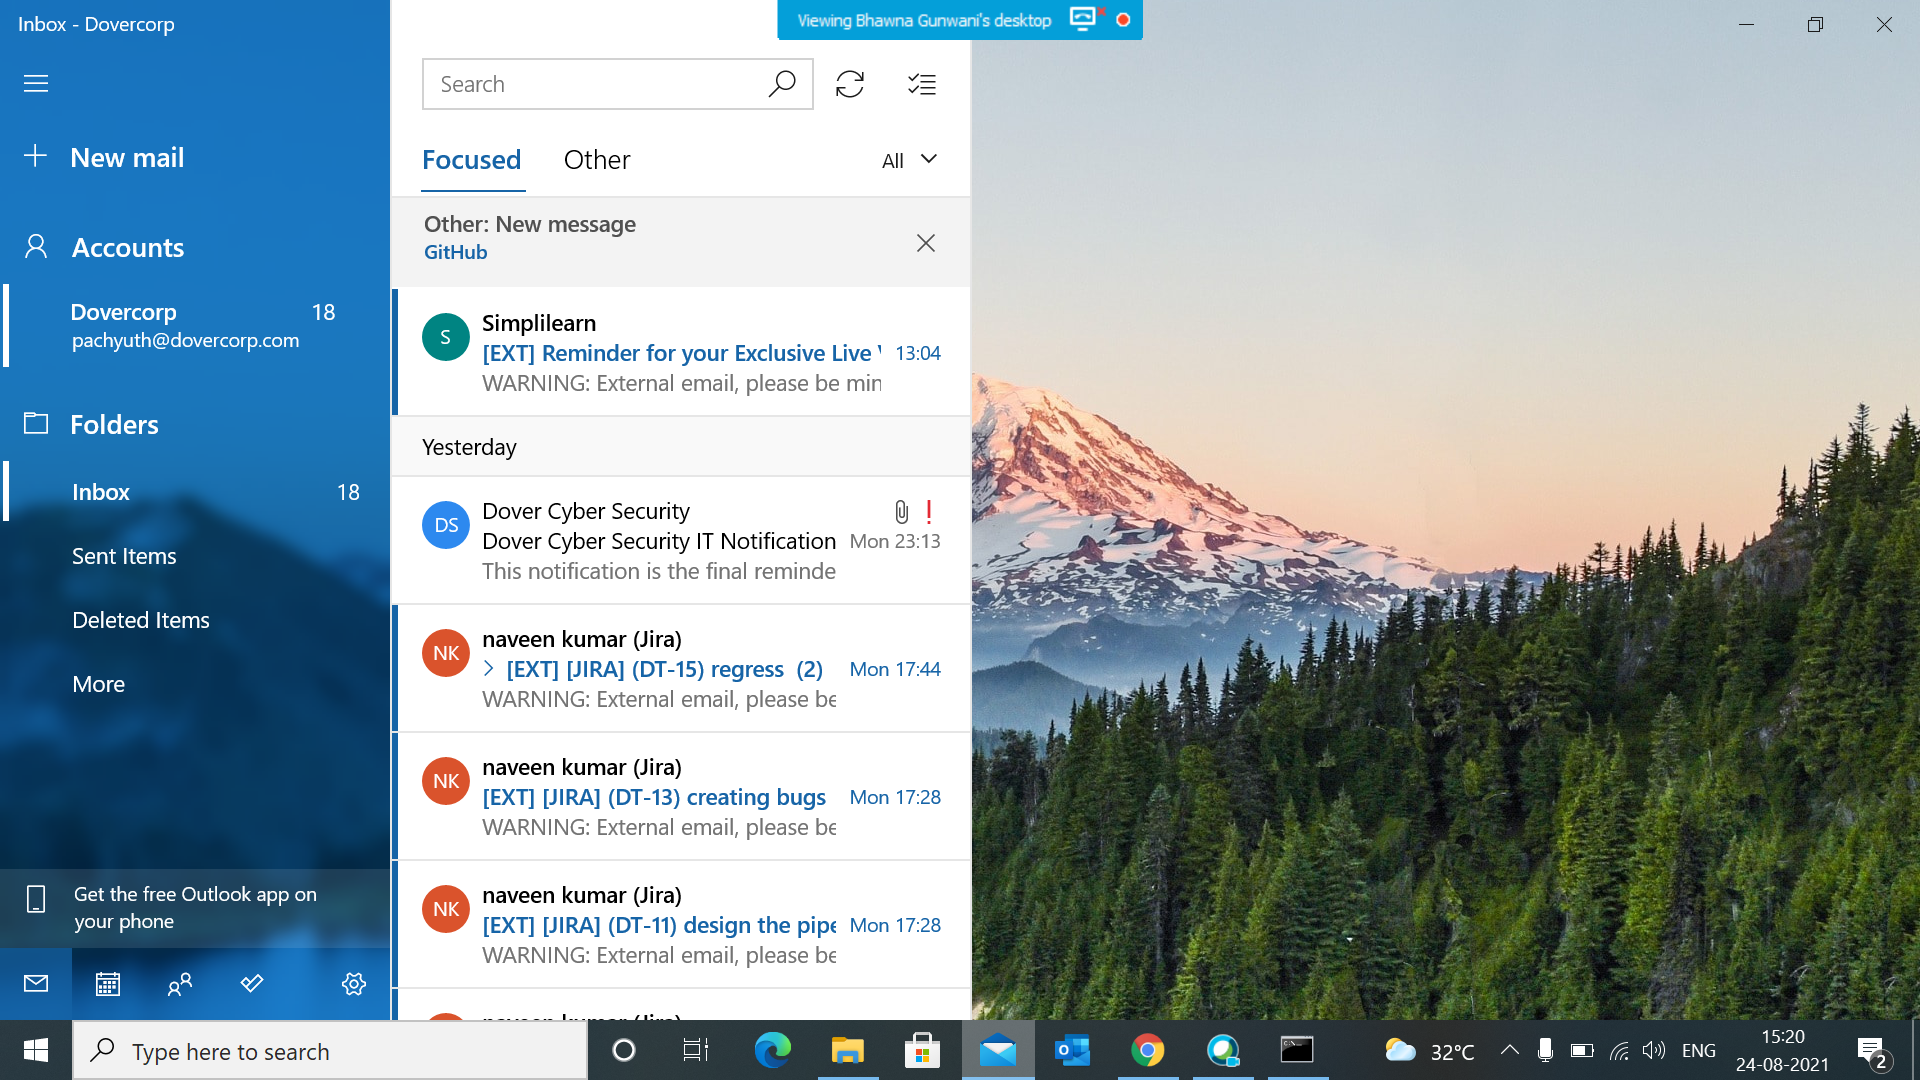 Inbox - Dovercorp
Viewing Bhawna Gunwani's desktop
New mail
Accounts
Dovercorp 18
pachyuth@dovercorp.com
Folders
Inbox 18
Sent Items
Deleted Items
More
Get the free Outlook app on
your phone
Search
Focused Other All
Other: New message
GitHub
S
Simplilearn
[EXT] Reminder for your Exclusive Live 13:04
WARNING: External email, please be min
Yesterday
DS
Dover Cyber Security
Dover Cyber Security IT Notification Mon 23:13
This notification is the final reminde
NK
naveen kumar (Jira)
> [EXT] [JIRA] (DT-15) regress (2) Mon 17:44
WARNING: External email, please be
NK
naveen kumar (Jira)
[EXT] [JIRA] (DT-13) creating bugs Mon 17:28
WARNING: External email, please be
NK
naveen kumar (Jira)
[EXT] [JIRA] (DT-11) design the pipe Mon 17:28
WARNING: External email, please be
Type here to search
32°C
ENG
15:20
24-08-2021
2